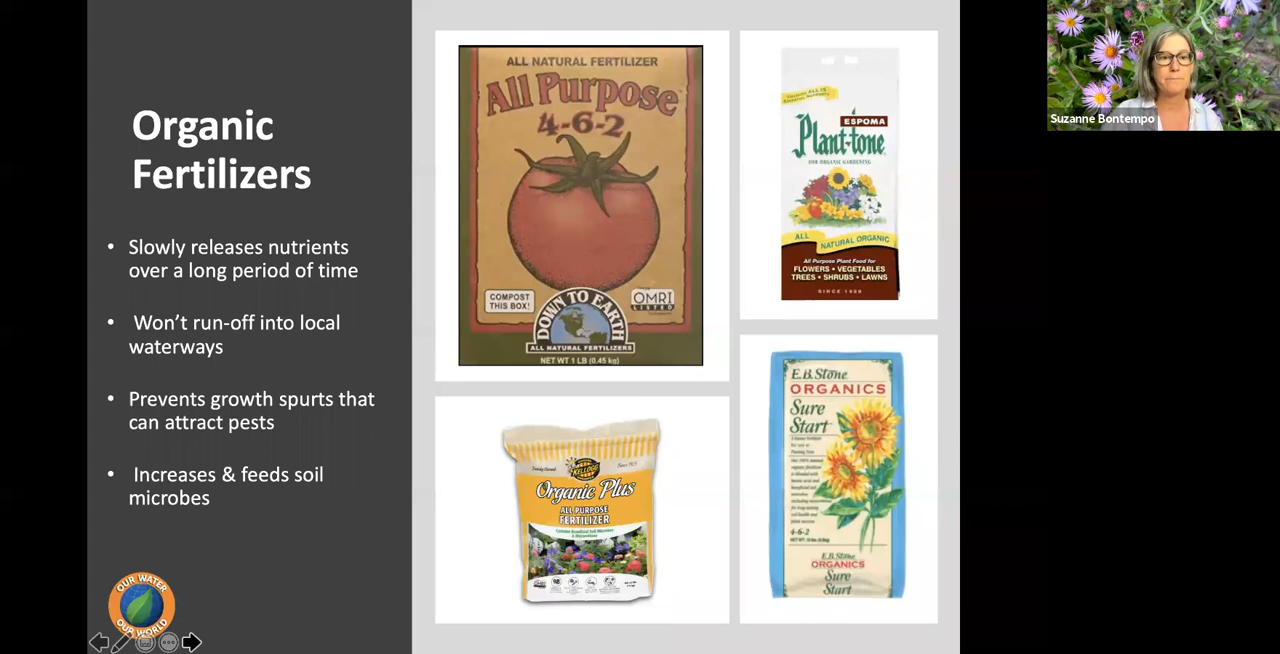 Organic
Fertilizers
• Slowly releases nutrients
over a long period of time
• Won't run-off into local
waterways
• Prevents growth spurts that
can attract pests
• Increases & feeds soil
microbes
OUR WATER
OUR WORLD
ALL NATURAL FERTILIZER
All Purpose
4-6-2
COMPOST
THIS BOX!
OMRI
LISTED
DOWN TO EARTH
ALL NATURAL FERTILIZERS
NET WT 1 LB (0.45 kg)
ESPOMA
Plant-tone
FOR ORGANIC GARDENING
ALL
NATURAL ORGANIC
All Purpose Plant Food for
FLOWERS • VEGETABLES
TREES • SHRUBS • LAWNS
KELLOGG
Organic Plus
ALL PURPOSE
FERTILIZER
E.B. Stone
ORGANICS
Sure
Start
4-6-2
E.B. Stone
ORGANICS
Sure
Start
Suzanne Bontempo